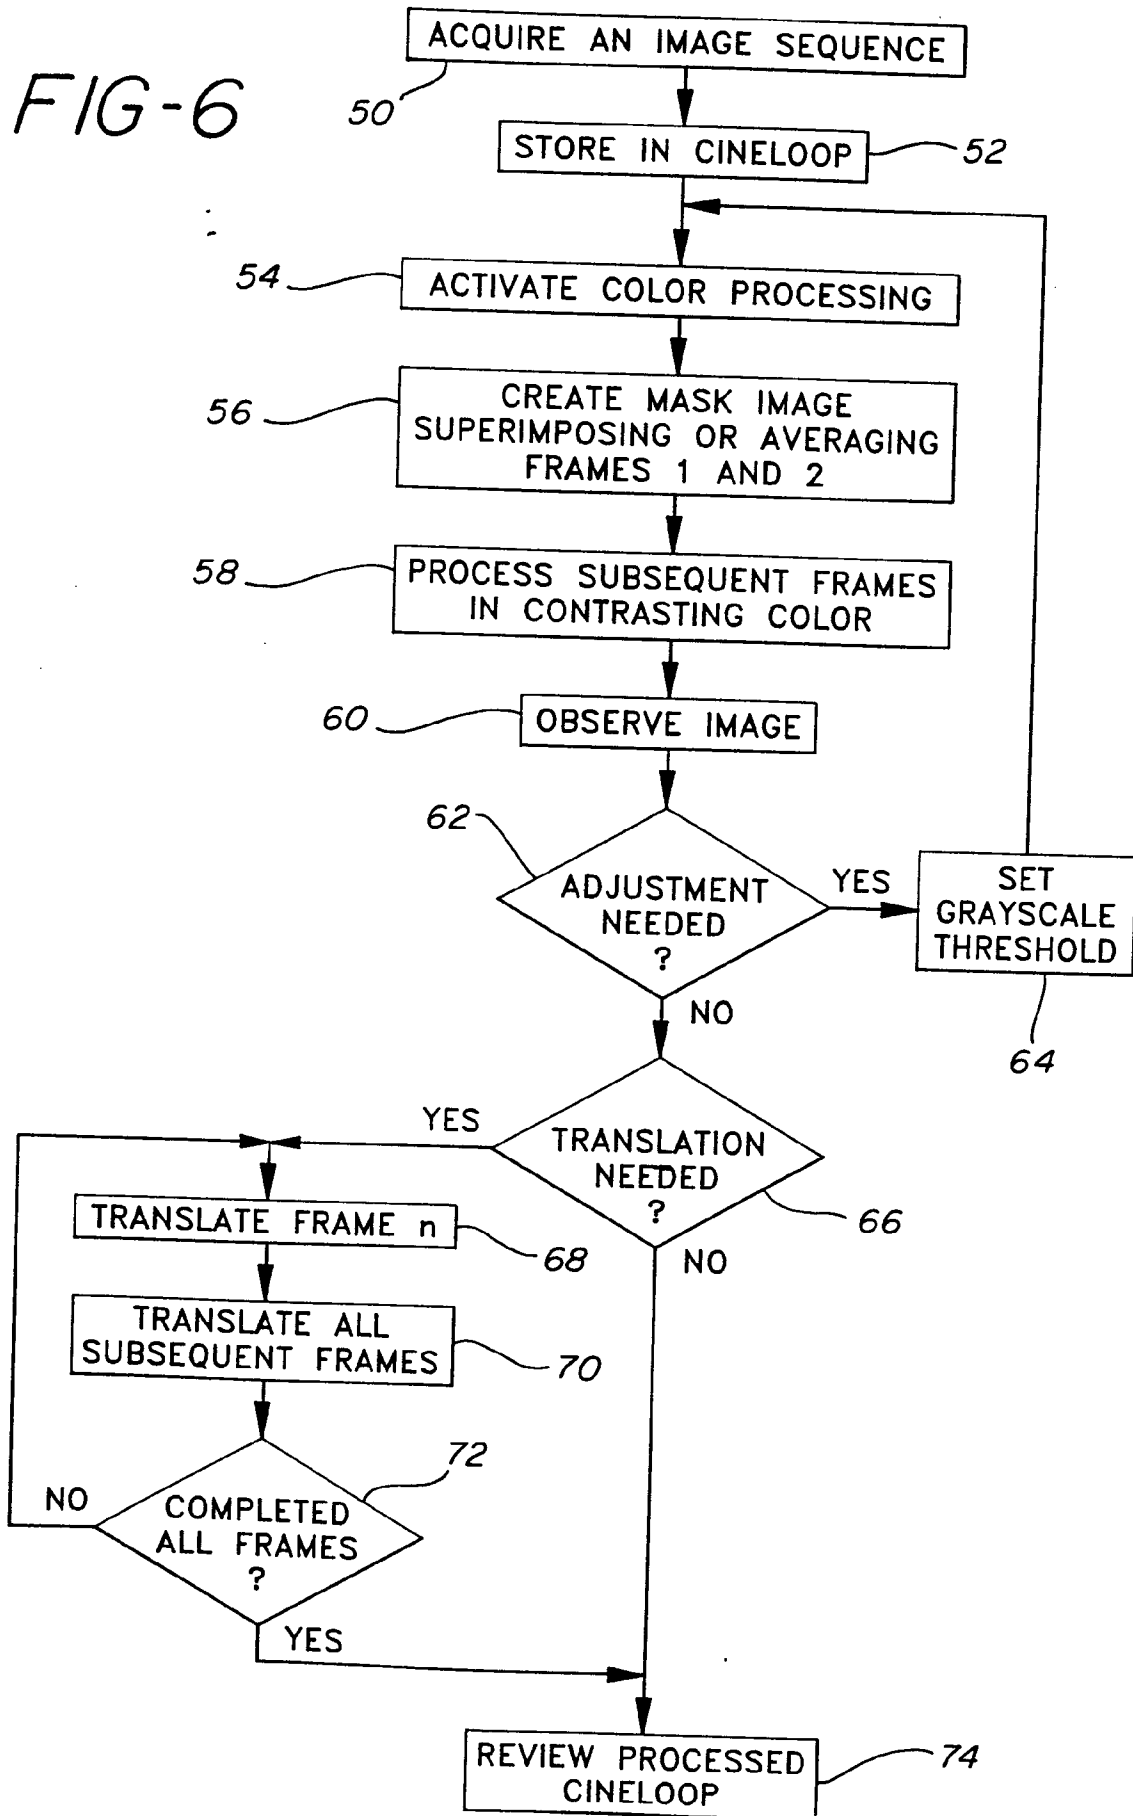 FIG-6
ACQUIRE AN IMAGE SEQUENCE
50
STORE IN CINELOOP
52
54
ACTIVATE COLOR PROCESSING
56
CREATE MASK IMAGE
SUPERIMPOSING OR AVERAGING
FRAMES 1 AND 2
58
PROCESS SUBSEQUENT FRAMES
IN CONTRASTING COLOR
60
OBSERVE IMAGE
62
ADJUSTMENT
NEEDED
?
YES
SET
GRAYSCALE
THRESHOLD
64
NO
TRANSLATION
NEEDED
?
66
YES
NO
TRANSLATE FRAME n
68
TRANSLATE ALL
SUBSEQUENT FRAMES
70
72
COMPLETED
ALL FRAMES
?
NO
YES
REVIEW PROCESSED
CINELOOP
74